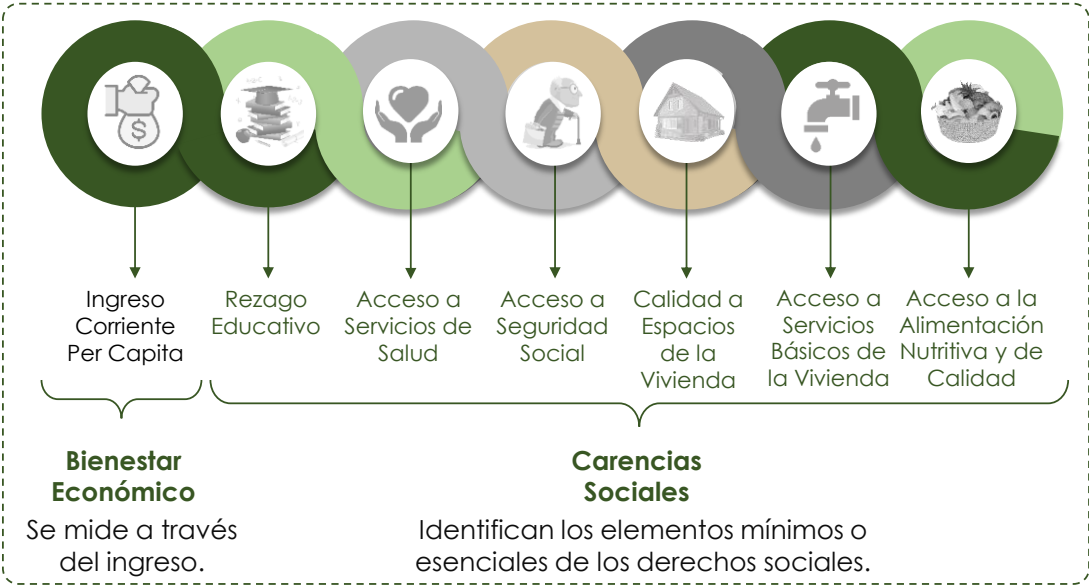 $
Ingreso
Corriente
Per Capita
Rezago
Educativo
Acceso a
Servicios de
Salud
Acceso a
Seguridad
Social
Calidad a
Espacios
de la
Vivienda
Acceso a
Servicios
Básicos de
la Vivienda
Acceso a la
Alimentación
Nutritiva y de
Calidad
Bienestar
Económico
Se mide a través
del ingreso.
Carencias
Sociales
Identifican los elementos mínimos o
esenciales de los derechos sociales.